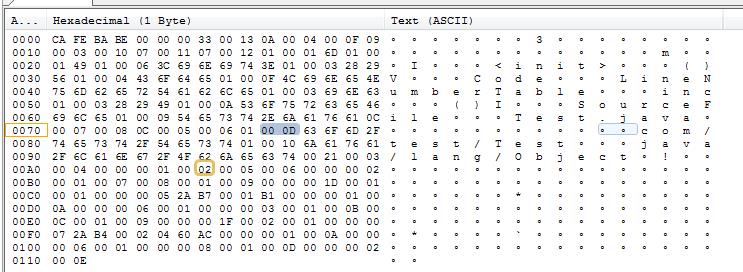 A... Hexadecimal (1 Byte) Text (ASCII)
0000 CA FE BA BE 00 00 00 33 00 13 0A 00 04 00 0F 09 ° ° ° ° ° ° ° 3 ° ° ° ° ° ° ° °
0010 00 03 00 10 07 00 11 07 00 12 01 00 01 6D 01 00 ° ° ° ° ° ° ° ° ° ° ° ° ° m ° °
0020 01 49 01 00 06 3C 69 6E 69 74 3E 01 00 03 28 29 ° I ° ° ° < i n i t > ° ° ° ( )
0030 56 01 00 04 43 6F 64 65 01 00 0F 4C 69 6E 65 4E V ° ° ° C o d e ° ° ° L i n e N
0040 75 6D 62 65 72 54 61 62 6C 65 01 00 03 69 6E 63 u m b e r T a b l e ° ° ° i n c
0050 01 00 03 28 29 49 01 00 0A 53 6F 75 72 63 65 46 ° ° ° ( ) I ° ° ° S o u r c e F
0060 69 6C 65 01 00 09 54 65 73 74 2E 6A 61 76 61 0C i l e ° ° ° T e s t . j a v a °
0070 00 07 00 08 0C 00 05 00 06 01 00 0D 63 6F 6D 2F ° ° ° ° ° ° ° ° ° ° ° ° c o m /
0080 74 65 73 74 2F 54 65 73 74 01 00 10 6A 61 76 61 t e s t / T e s t ° ° ° j a v a
0090 2F 6C 61 6E 67 2F 4F 62 6A 65 63 74 00 21 00 03 / l a n g / O b j e c t ° ! ° °
00A0 00 04 00 00 00 01 00 02 00 05 00 06 00 00 00 02 ° ° ° ° ° ° ° ° ° ° ° ° ° ° ° °
00B0 00 01 00 07 00 08 00 01 00 09 00 00 00 1D 00 01 ° ° ° ° ° ° ° ° ° ° ° ° ° ° ° °
00C0 00 01 00 00 00 05 2A B7 00 01 B1 00 00 00 01 00 ° ° ° ° ° ° * ° ° ° ° ° ° ° ° °
00D0 0A 00 00 00 06 00 01 00 00 00 03 00 01 00 0B 00 ° ° ° ° ° ° ° ° ° ° ° ° ° ° ° °
00E0 0C 00 01 00 09 00 00 00 1F 00 02 00 01 00 00 00 ° ° ° ° ° ° ° ° ° ° ° ° ° ° ° °
00F0 07 2A B4 00 02 04 60 AC 00 00 00 01 00 0A 00 00 ° * ° ° ° ° ` ° ° ° ° ° ° ° ° °
0100 00 06 00 01 00 00 00 08 00 01 00 0D 00 00 00 02 ° ° ° ° ° ° ° ° ° ° ° ° ° ° ° °
0110 00 0E ° °